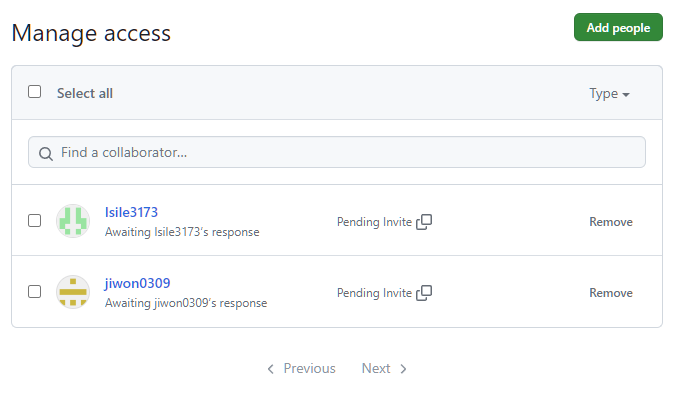 Manage access
Add people
Select all
Type
Find a collaborator...
lsile3173
Awaiting lsile3173's response
Pending Invite
Remove
jiwon0309
Awaiting jiwon0309's response
Pending Invite
Remove
Previous
Next